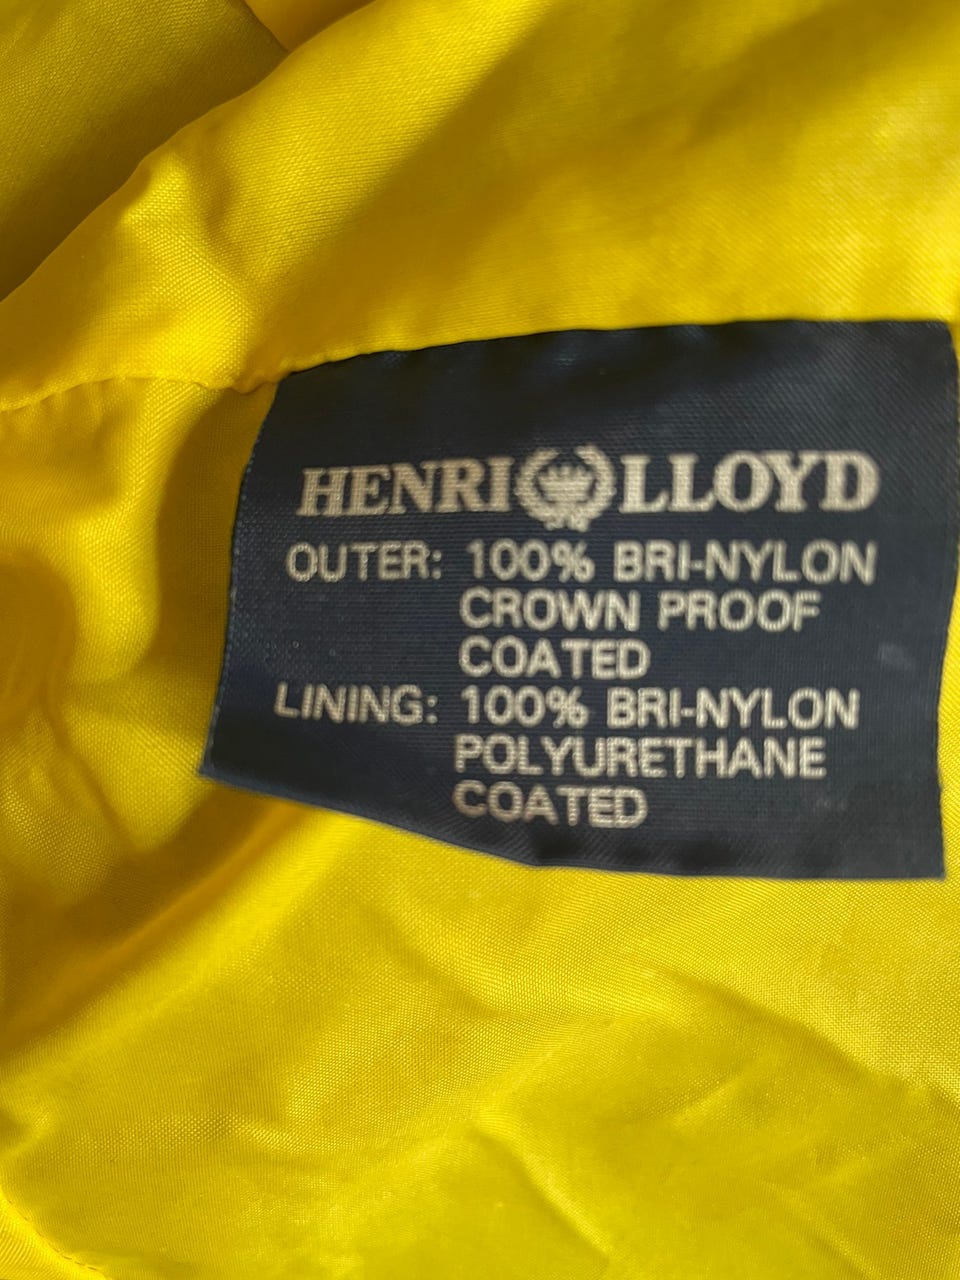 HENRI LLOYD
OUTER: 100% BRI-NYLON
CROWN PROOF
COATED
LINING: 100% BRI-NYLON
POLYURETHANE
COATED